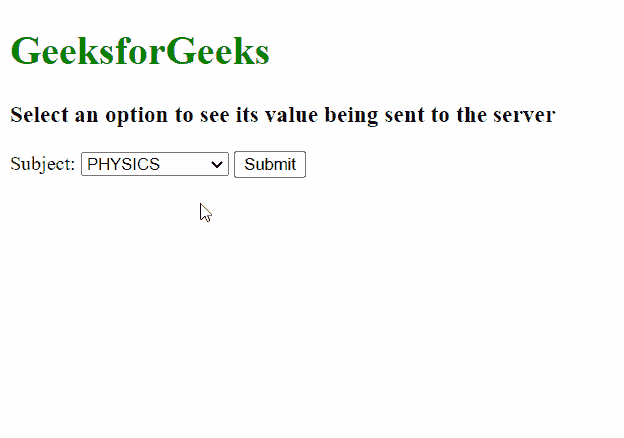 GeeksforGeeks
Select an option to see its value being sent to the server
Subject: PHYSICS Submit